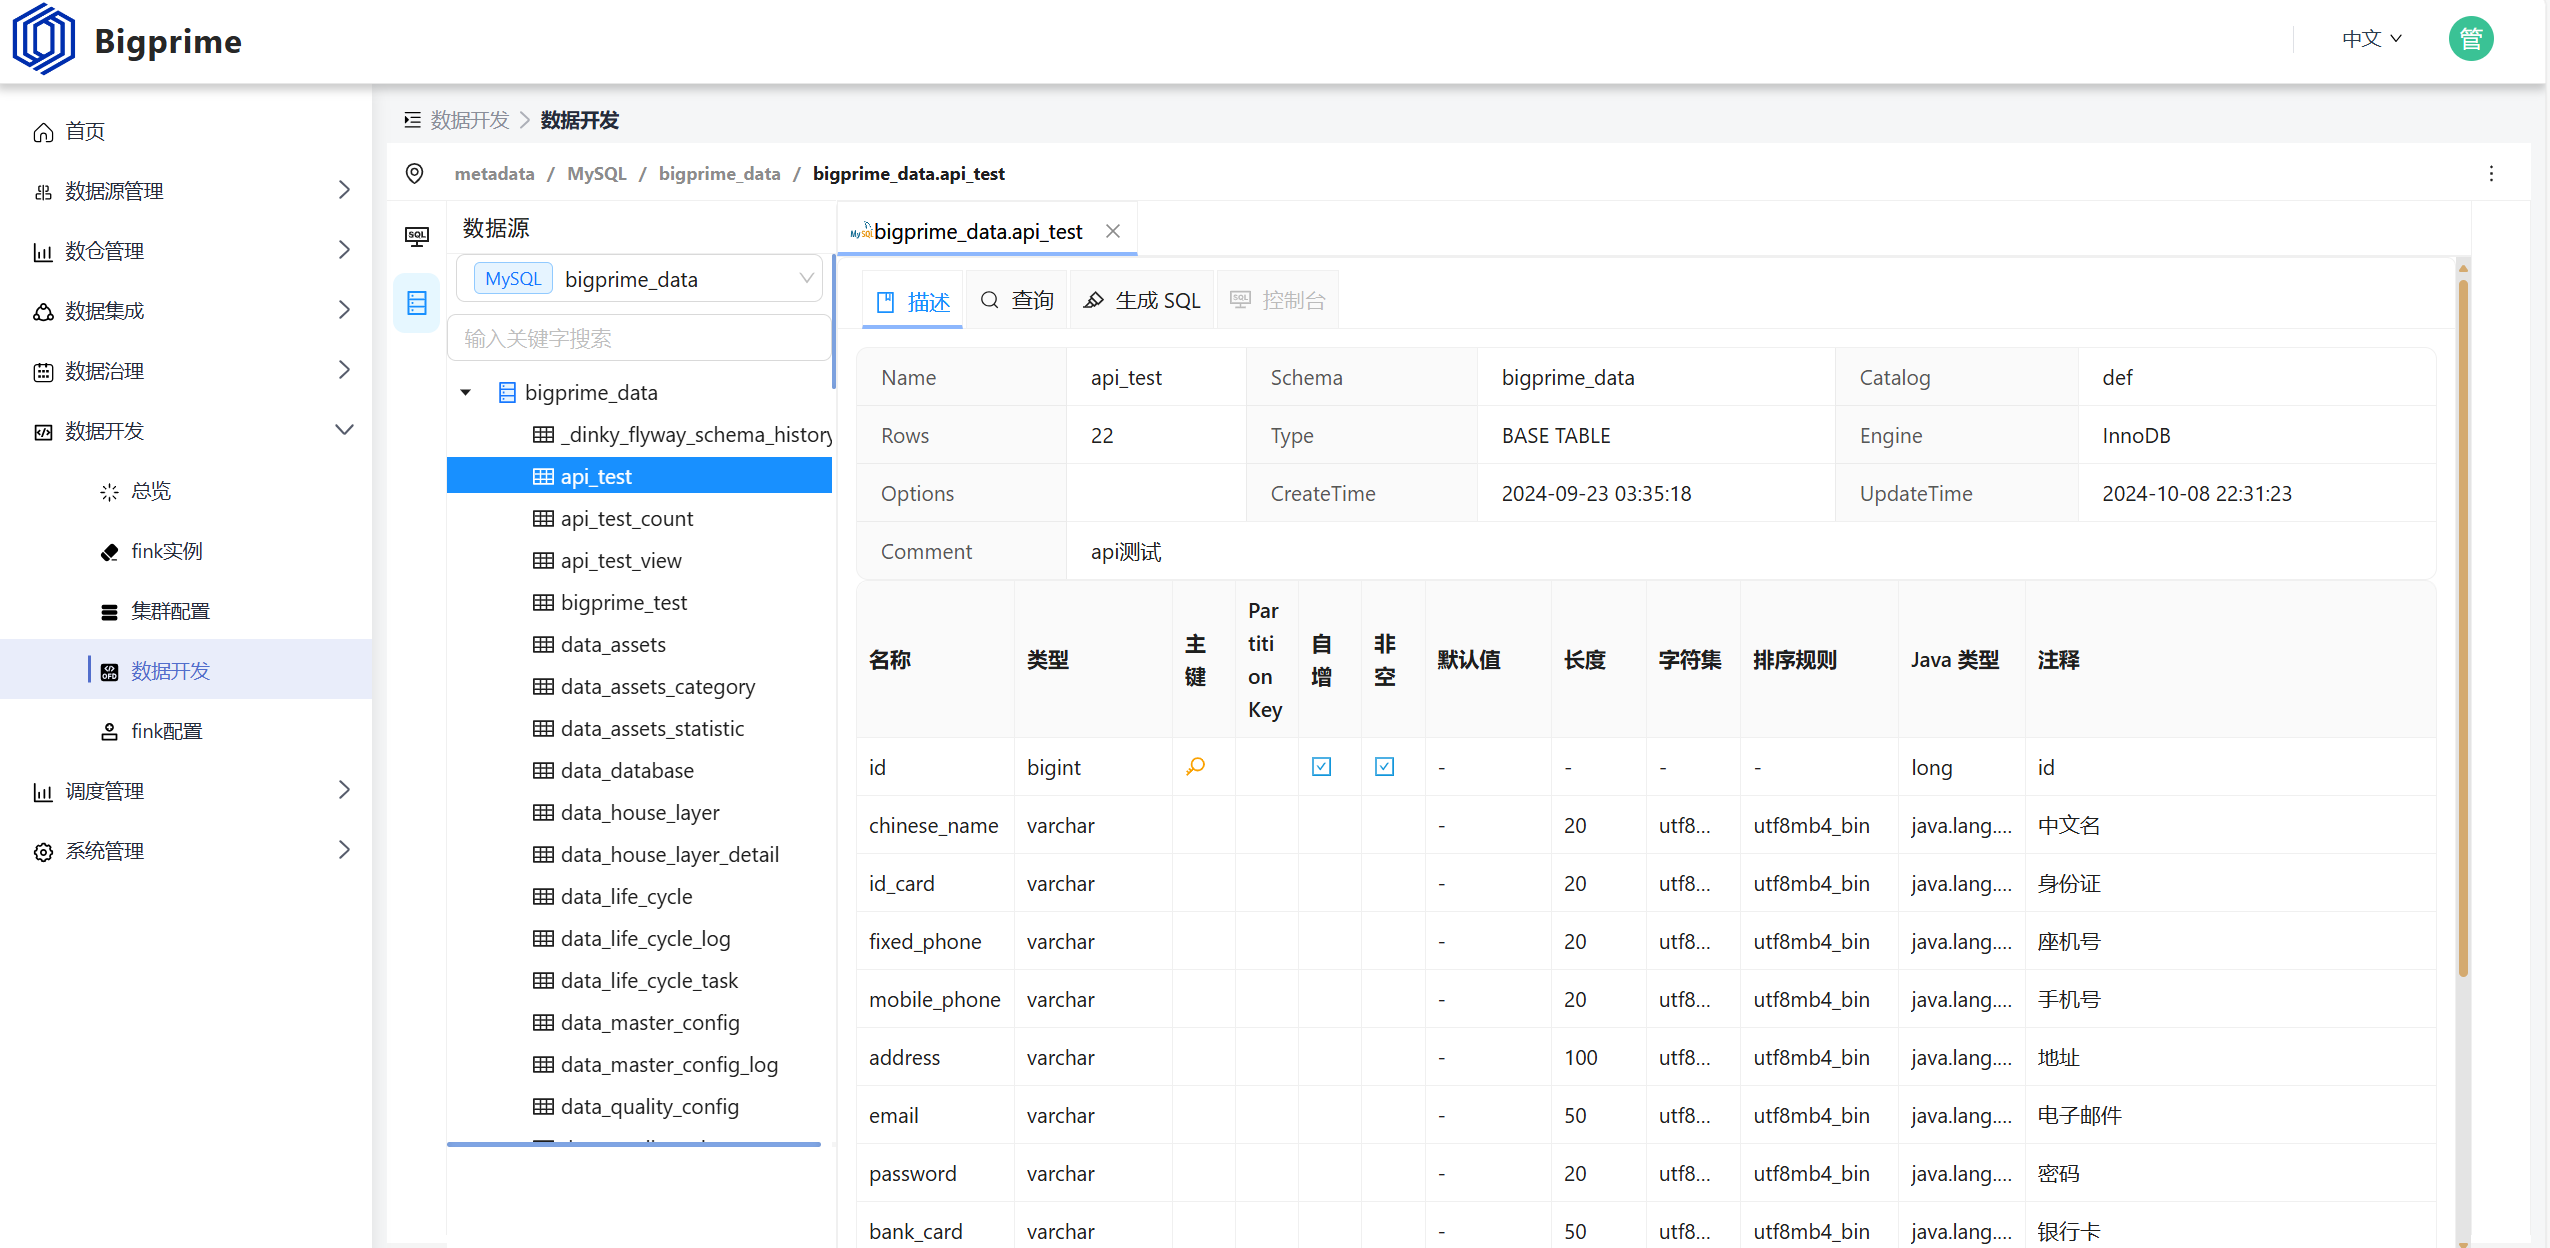 Bigprime
中文
管
首页
数据源管理
数仓管理
数据集成
数据治理
数据开发
总览
fink实例
集群配置
数据开发
fink配置
调度管理
系统管理
数据开发 > 数据开发
metadata / MySQL / bigprime_data / bigprime_data.api_test
SQL
数据源
MySQL bigprime_data
输入关键字搜索
bigprime_data
_dinky_flyway_schema_history
api_test
api_test_count
api_test_view
bigprime_test
data_assets
data_assets_category
data_assets_statistic
data_database
data_house_layer
data_house_layer_detail
data_life_cycle
data_life_cycle_log
data_life_cycle_task
data_master_config
data_master_config_log
data_quality_config
MySQL bigprime_data.api_test
描述 查询 生成 SQL 控制台
Name api_test Schema bigprime_data Catalog def
Rows 22 Type BASE TABLE Engine InnoDB
Options CreateTime 2024-09-23 03:35:18 UpdateTime 2024-10-08 22:31:23
Comment api测试
名称 类型 主键 Partition Key 自增 非空 默认值 长度 字符集 排序规则 Java 类型 注释
id bigint - - - - long id
chinese_name varchar - 20 utf8... utf8mb4_bin java.lang.... 中文名
id_card varchar - 20 utf8... utf8mb4_bin java.lang.... 身份证
fixed_phone varchar - 20 utf8... utf8mb4_bin java.lang.... 座机号
mobile_phone varchar - 20 utf8... utf8mb4_bin java.lang.... 手机号
address varchar - 100 utf8... utf8mb4_bin java.lang.... 地址
email varchar - 50 utf8... utf8mb4_bin java.lang.... 电子邮件
password varchar - 20 utf8... utf8mb4_bin java.lang.... 密码
bank_card varchar - 50 utf8... utf8mb4_bin java.lang.... 银行卡